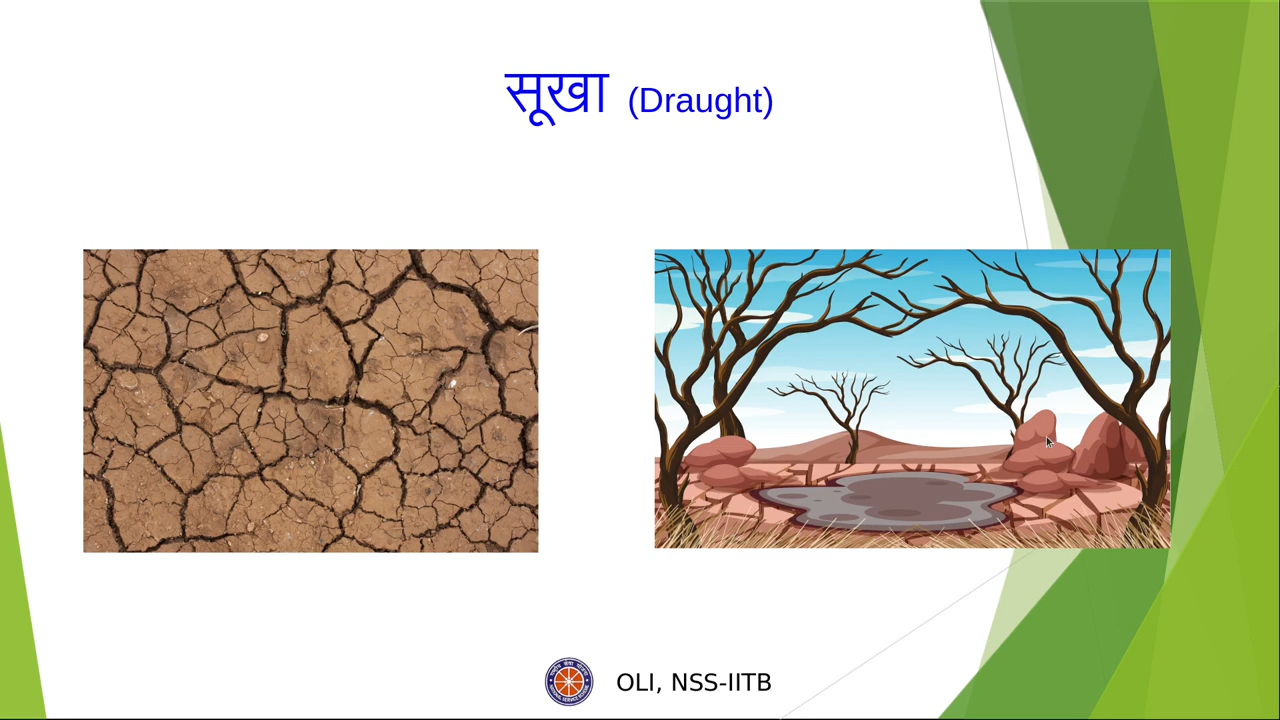 सूखा (Draught)
OLI, NSS-IITB